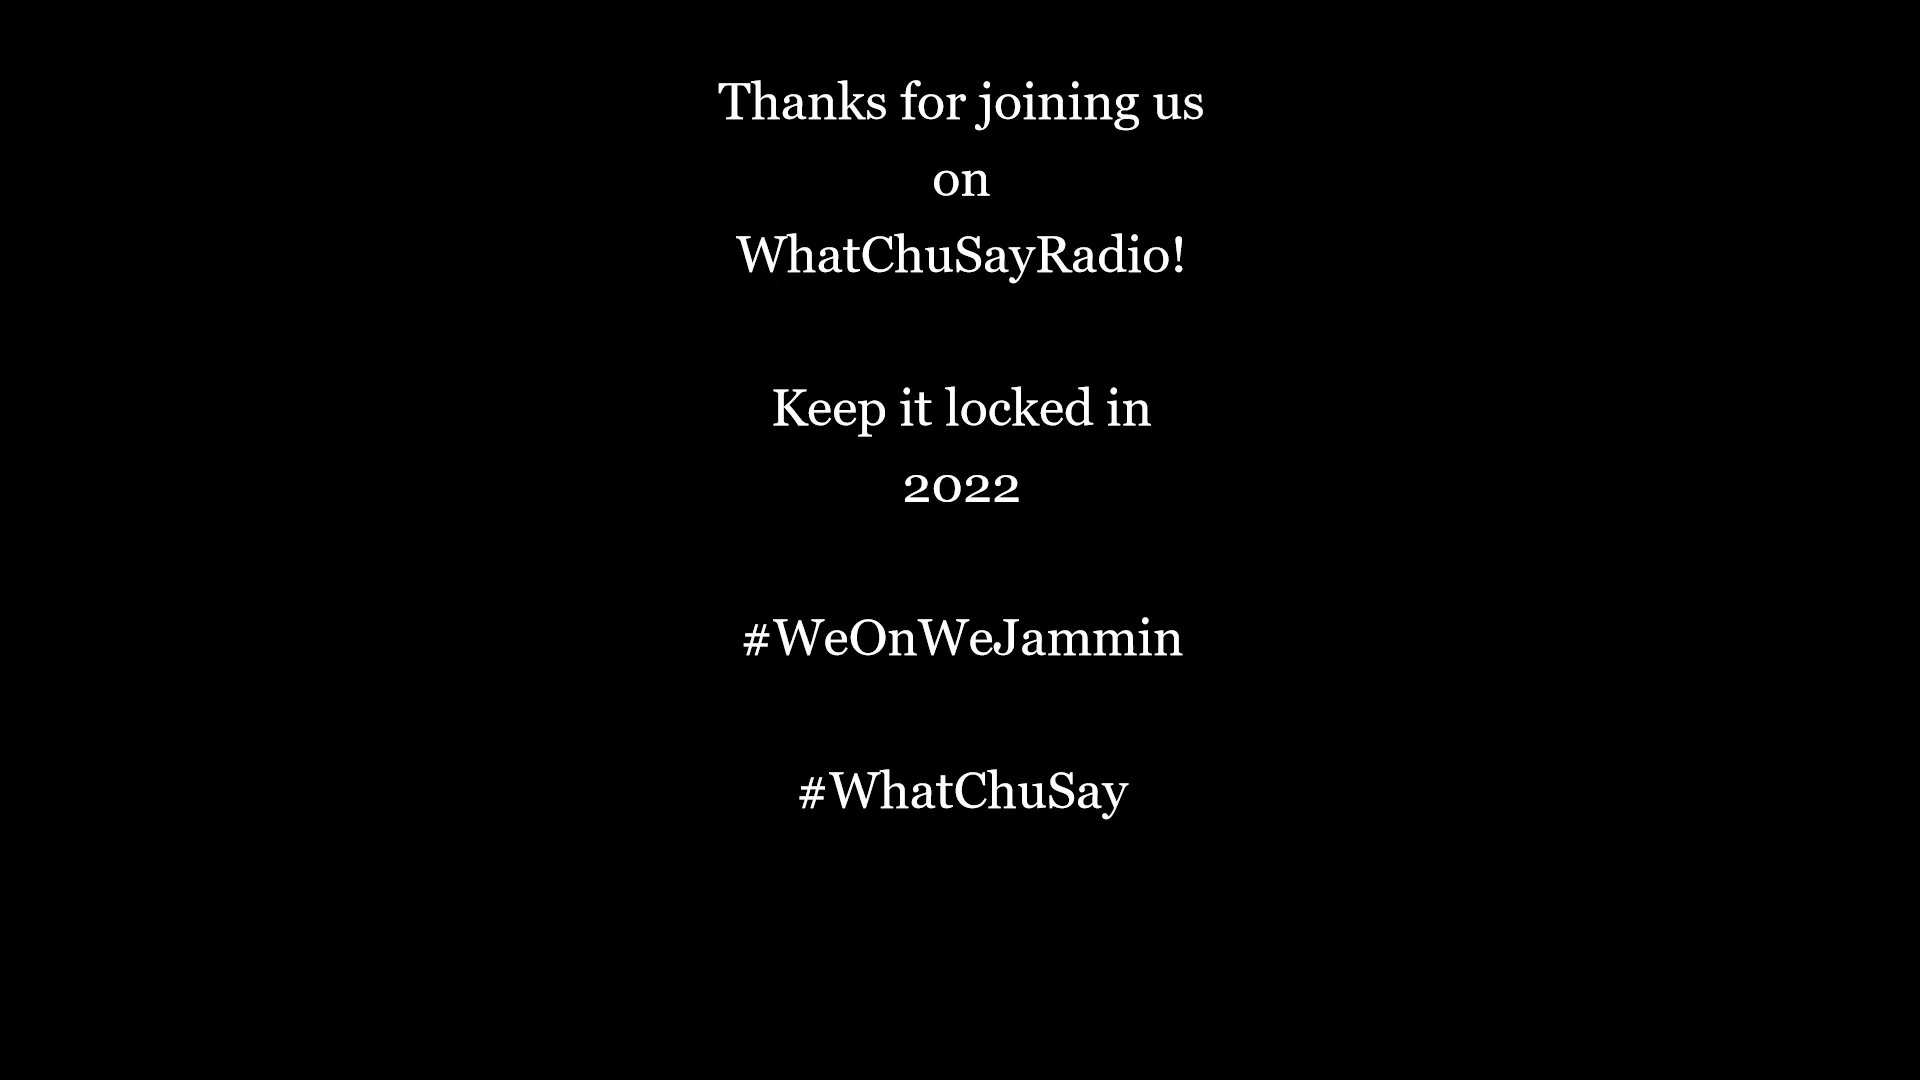 Thanks for joining us
on
WhatChuSayRadio!
Keep it locked in
2022
#WeOnWeJammin
#WhatChuSay